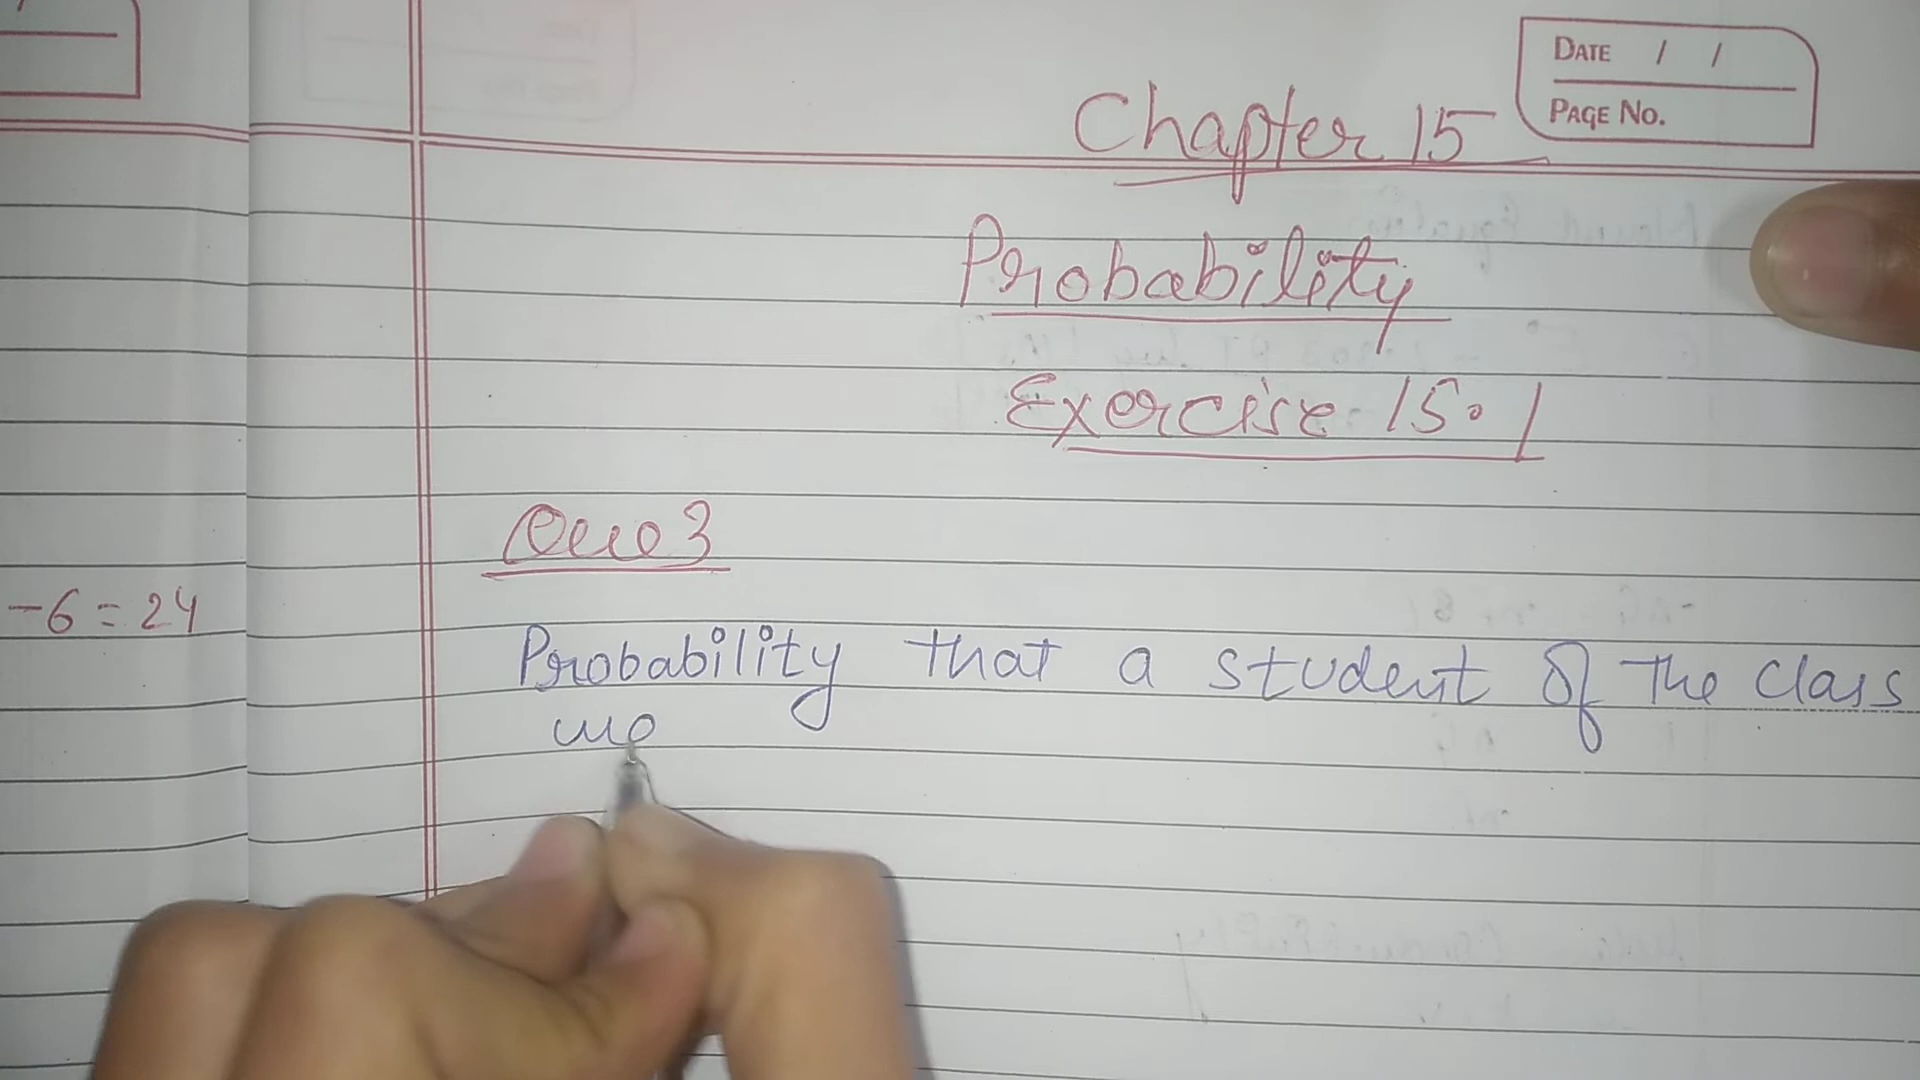 DATE / /
PAGE No.
Chapter 15
Probability
Exercise 15.1
Que 3
-6=24
Probability that a student of the class